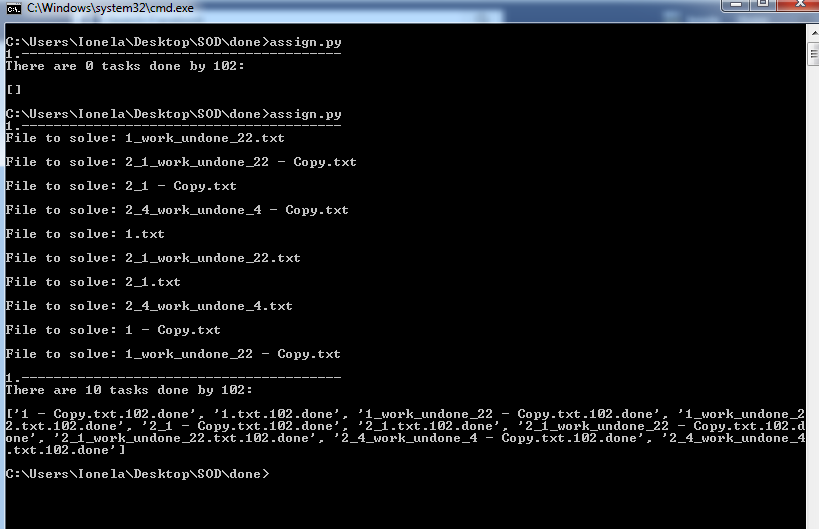 C:\Windows\system32\cmd.exe
C:\Users\Ionela\Desktop\SOD\done>assign.py
1.----------------------------------------
There are 0 tasks done by 102:
[]
C:\Users\Ionela\Desktop\SOD\done>assign.py
1.----------------------------------------
File to solve: 1_work_undone_22.txt
File to solve: 2_1_work_undone_22 - Copy.txt
File to solve: 2_1 - Copy.txt
File to solve: 2_4_work_undone_4 - Copy.txt
File to solve: 1.txt
File to solve: 2_1_work_undone_22.txt
File to solve: 2_1.txt
File to solve: 2_4_work_undone_4.txt
File to solve: 1 - Copy.txt
File to solve: 1_work_undone_22 - Copy.txt
1.----------------------------------------
There are 10 tasks done by 102:
['1 - Copy.txt.102.done', '1.txt.102.done', '1_work_undone_22 - Copy.txt.102.done', '1_work_undone_2
2.txt.102.done', '2_1 - Copy.txt.102.done', '2_1.txt.102.done', '2_1_work_undone_22 - Copy.txt.102.d
one', '2_1_work_undone_22.txt.102.done', '2_4_work_undone_4 - Copy.txt.102.done', '2_4_work_undone_4
.txt.102.done']
C:\Users\Ionela\Desktop\SOD\done>